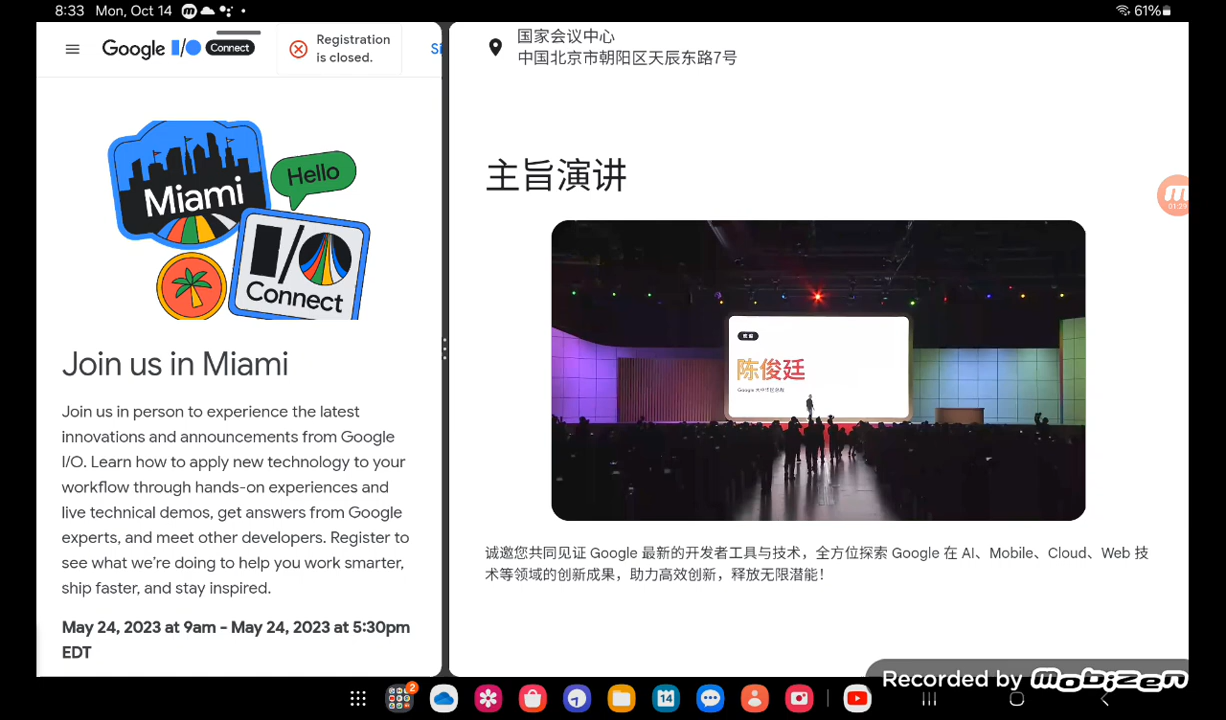 8:33 Mon, Oct 14
61%
Google I/O Connect
Registration
is closed.
Si
Miami
Hello
I/O
Connect
Join us in Miami
Join us in person to experience the latest
innovations and announcements from Google
I/O. Learn how to apply new technology to your
workflow through hands-on experiences and
live technical demos, get answers from Google
experts, and meet other developers. Register to
see what we're doing to help you work smarter,
ship faster, and stay inspired.
May 24, 2023 at 9am - May 24, 2023 at 5:30pm
EDT
国家会议中心
中国北京市朝阳区天辰东路7号
主旨演讲
陈俊廷
诚邀您共同见证 Google 最新的开发者工具与技术，全方位探索 Google 在 AI、Mobile、Cloud、Web 技
术等领域的创新成果，助力高效创新，释放无限潜能！
01:29
2
14
Recorded by mobizen